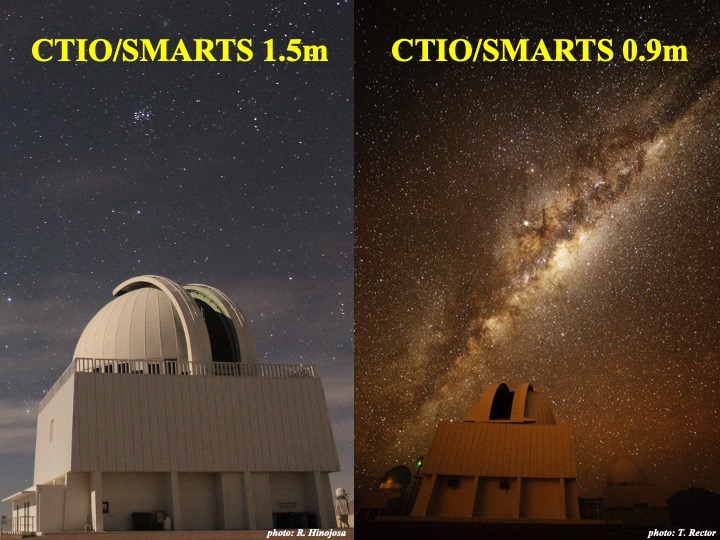 CTIO/SMARTS 1.5m
CTIO/SMARTS 0.9m
photo: R. Hinojosa
photo: T. Rector